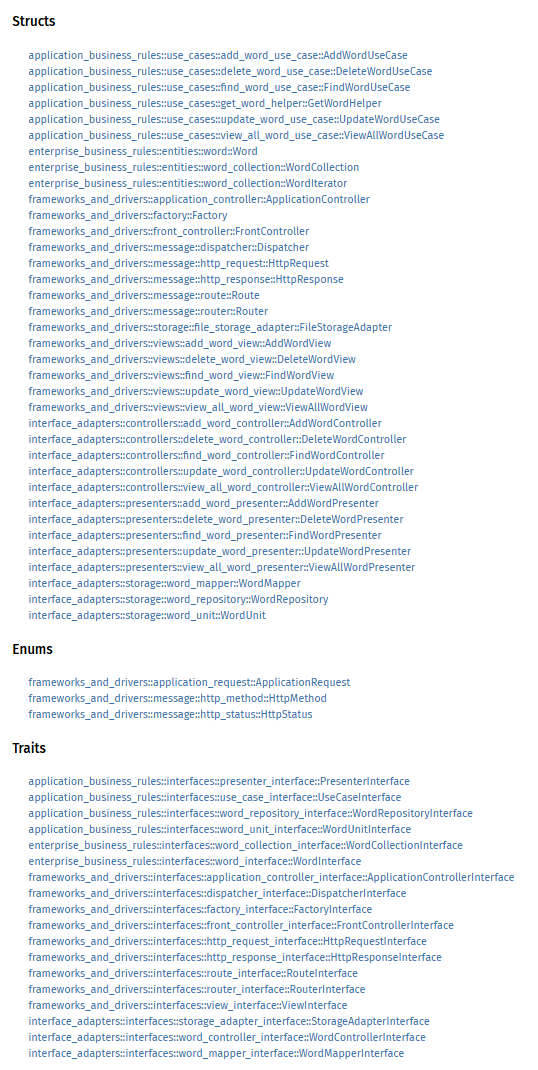 Structs
application_business_rules::use_cases::add_word_use_case::AddWordUseCase
application_business_rules::use_cases::delete_word_use_case::DeleteWordUseCase
application_business_rules::use_cases::find_word_use_case::FindWordUseCase
application_business_rules::use_cases::get_word_helper::GetWordHelper
application_business_rules::use_cases::update_word_use_case::UpdateWordUseCase
application_business_rules::use_cases::view_all_word_use_case::ViewAllWordUseCase
enterprise_business_rules::entities::word::Word
enterprise_business_rules::entities::word_collection::WordCollection
enterprise_business_rules::entities::word_collection::WordIterator
frameworks_and_drivers::application_controller::ApplicationController
frameworks_and_drivers::factory::Factory
frameworks_and_drivers::front_controller::FrontController
frameworks_and_drivers::message::dispatcher::Dispatcher
frameworks_and_drivers::message::http_request::HttpRequest
frameworks_and_drivers::message::http_response::HttpResponse
frameworks_and_drivers::message::route::Route
frameworks_and_drivers::message::router::Router
frameworks_and_drivers::storage::file_storage_adapter::FileStorageAdapter
frameworks_and_drivers::views::add_word_view::AddWordView
frameworks_and_drivers::views::delete_word_view::DeleteWordView
frameworks_and_drivers::views::find_word_view::FindWordView
frameworks_and_drivers::views::update_word_view::UpdateWordView
frameworks_and_drivers::views::view_all_word_view::ViewAllWordView
interface_adapters::controllers::add_word_controller::AddWordController
interface_adapters::controllers::delete_word_controller::DeleteWordController
interface_adapters::controllers::find_word_controller::FindWordController
interface_adapters::controllers::update_word_controller::UpdateWordController
interface_adapters::controllers::view_all_word_controller::ViewAllWordController
interface_adapters::presenters::add_word_presenter::AddWordPresenter
interface_adapters::presenters::delete_word_presenter::DeleteWordPresenter
interface_adapters::presenters::find_word_presenter::FindWordPresenter
interface_adapters::presenters::update_word_presenter::UpdateWordPresenter
interface_adapters::presenters::view_all_word_presenter::ViewAllWordPresenter
interface_adapters::storage::word_mapper::WordMapper
interface_adapters::storage::word_repository::WordRepository
interface_adapters::storage::word_unit::WordUnit
Enums
frameworks_and_drivers::application_request::ApplicationRequest
frameworks_and_drivers::message::http_method::HttpMethod
frameworks_and_drivers::message::http_status::HttpStatus
Traits
application_business_rules::interfaces::presenter_interface::PresenterInterface
application_business_rules::interfaces::use_case_interface::UseCaseInterface
application_business_rules::interfaces::word_repository_interface::WordRepositoryInterface
application_business_rules::interfaces::word_unit_interface::WordUnitInterface
enterprise_business_rules::interfaces::word_collection_interface::WordCollectionInterface
enterprise_business_rules::interfaces::word_interface::WordInterface
frameworks_and_drivers::interfaces::application_controller_interface::ApplicationControllerInterface
frameworks_and_drivers::interfaces::dispatcher_interface::DispatcherInterface
frameworks_and_drivers::interfaces::factory_interface::FactoryInterface
frameworks_and_drivers::interfaces::front_controller_interface::FrontControllerInterface
frameworks_and_drivers::interfaces::http_request_interface::HttpRequestInterface
frameworks_and_drivers::interfaces::http_response_interface::HttpResponseInterface
frameworks_and_drivers::interfaces::route_interface::RouteInterface
frameworks_and_drivers::interfaces::router_interface::RouterInterface
frameworks_and_drivers::interfaces::view_interface::ViewInterface
interface_adapters::interfaces::storage_adapter_interface::StorageAdapterInterface
interface_adapters::interfaces::word_controller_interface::WordControllerInterface
interface_adapters::interfaces::word_mapper_interface::WordMapperInterface